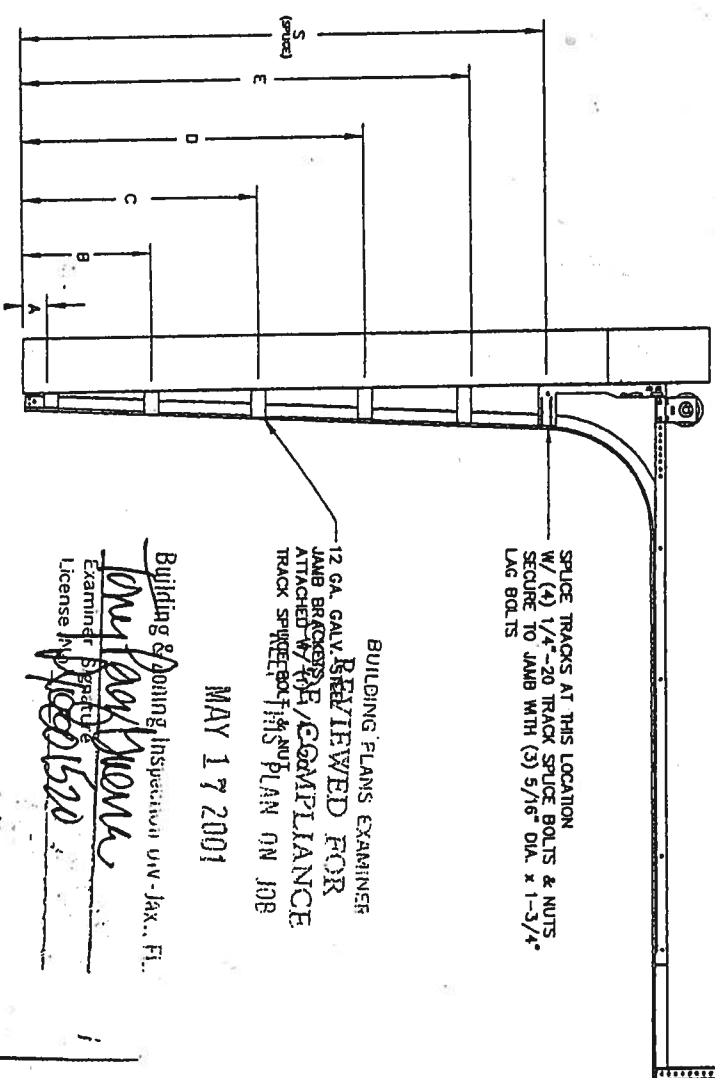 S
(SPLICE)
E
D
C
B
A
SPLICE TRACKS AT THIS LOCATION
W/ (4) 1/4"-20 TRACK SPLICE BOLTS & NUTS
SECURE TO JAMB WITH (3) 5/16" DIA. x 1-3/4"
LAG BOLTS
12 GA. GALV. STEEL
JAMB BRACKETS
ATTACHED W/ (1)
TRACK SPLICE BOLT & NUT
BUILDING PLANS EXAMINER
REVIEWED FOR
CODE COMPLIANCE
KEEP THIS PLAN ON JOB
MAY 17 2001
Building & Zoning Inspection Div - Jax., FL.
Examiner Signature
License No.